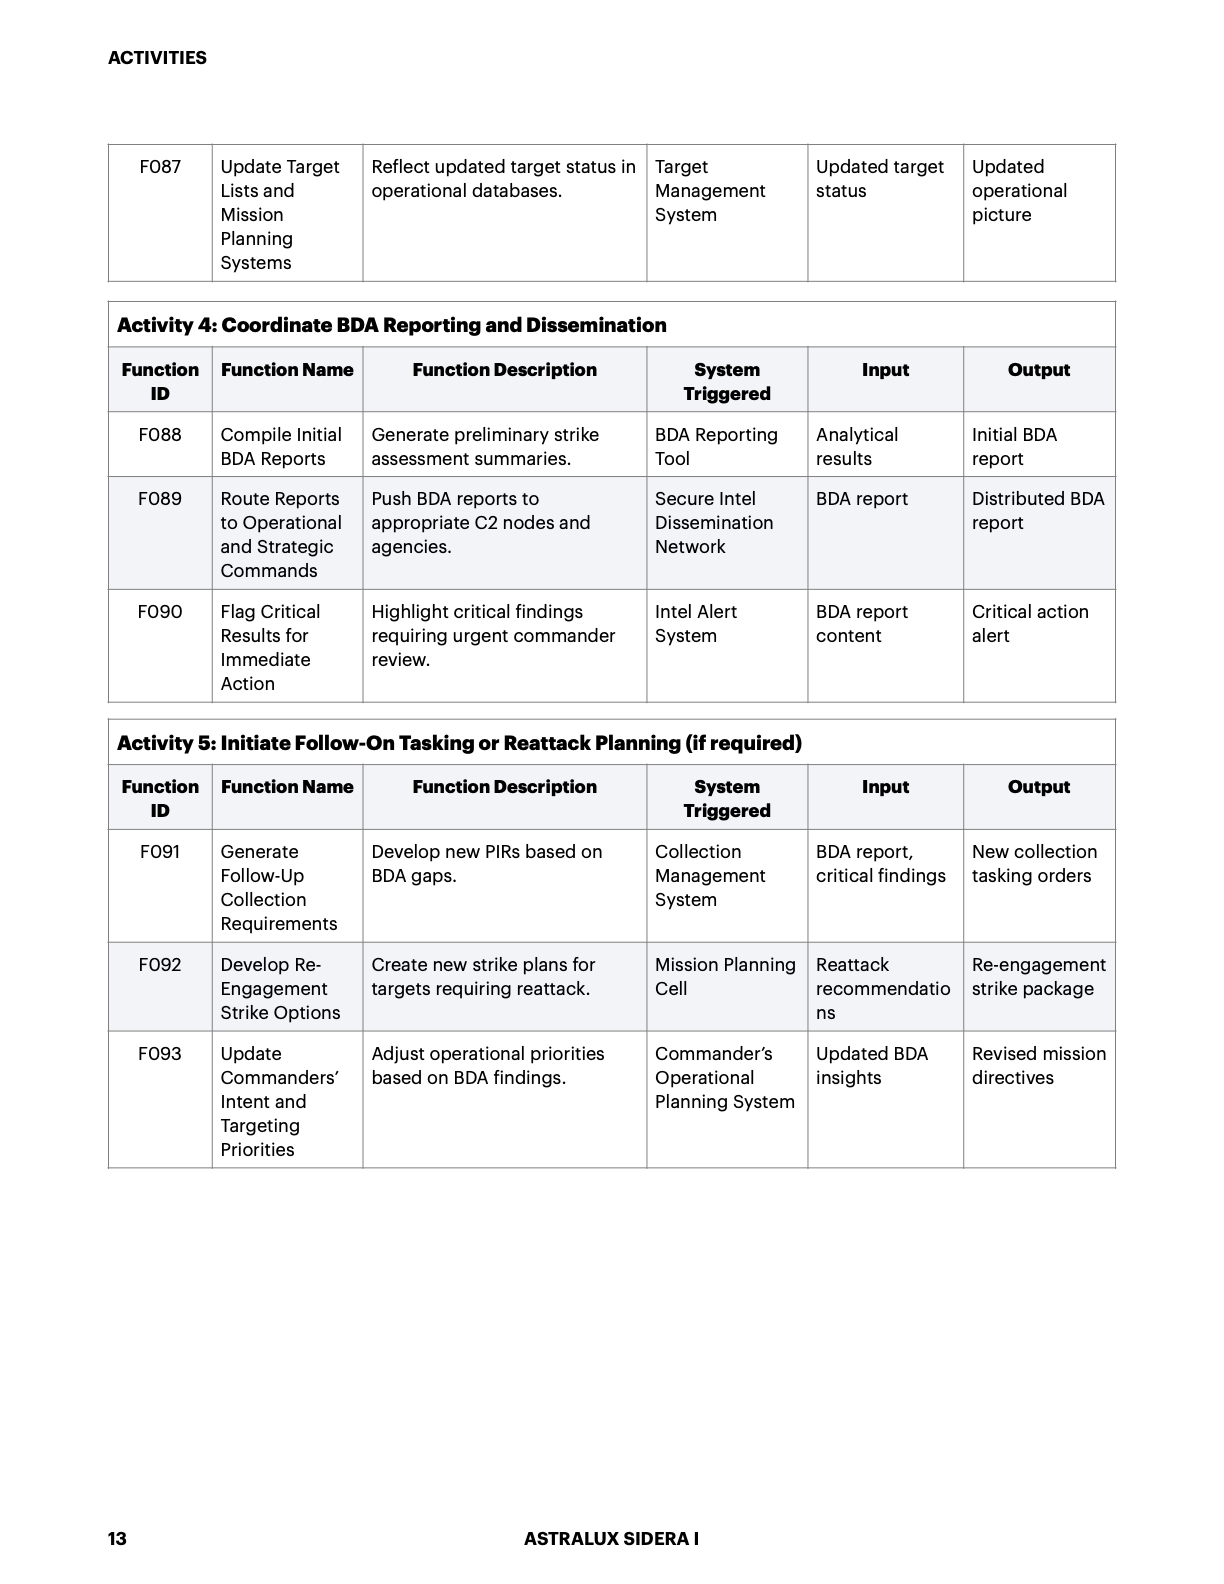 ACTIVITIES
F087
Update Target
Lists and
Mission
Planning
Systems
Reflect updated target status in
operational databases.
Target
Management
System
Updated target
status
Updated
operational
picture
Activity 4: Coordinate BDA Reporting and Dissemination
Function
ID
Function Name
Function Description
System
Triggered
Input
Output
F088
Compile Initial
BDA Reports
Generate preliminary strike
assessment summaries.
BDA Reporting
Tool
Analytical
results
Initial BDA
report
F089
Route Reports
to Operational
and Strategic
Commands
Push BDA reports to
appropriate C2 nodes and
agencies.
Secure Intel
Dissemination
Network
BDA report
Distributed BDA
report
F090
Flag Critical
Results for
Immediate
Action
Highlight critical findings
requiring urgent commander
review.
Intel Alert
System
BDA report
content
Critical action
alert
Activity 5: Initiate Follow-On Tasking or Reattack Planning (if required)
Function
ID
Function Name
Function Description
System
Triggered
Input
Output
F091
Generate
Follow-Up
Collection
Requirements
Develop new PIRs based on
BDA gaps.
Collection
Management
System
BDA report,
critical findings
New collection
tasking orders
F092
Develop Re-
Engagement
Strike Options
Create new strike plans for
targets requiring reattack.
Mission Planning
Cell
Reattack
recommendatio
ns
Re-engagement
strike package
F093
Update
Commanders’
Intent and
Targeting
Priorities
Adjust operational priorities
based on BDA findings.
Commander’s
Operational
Planning System
Updated BDA
insights
Revised mission
directives
13
ASTRALUX SIDERA I